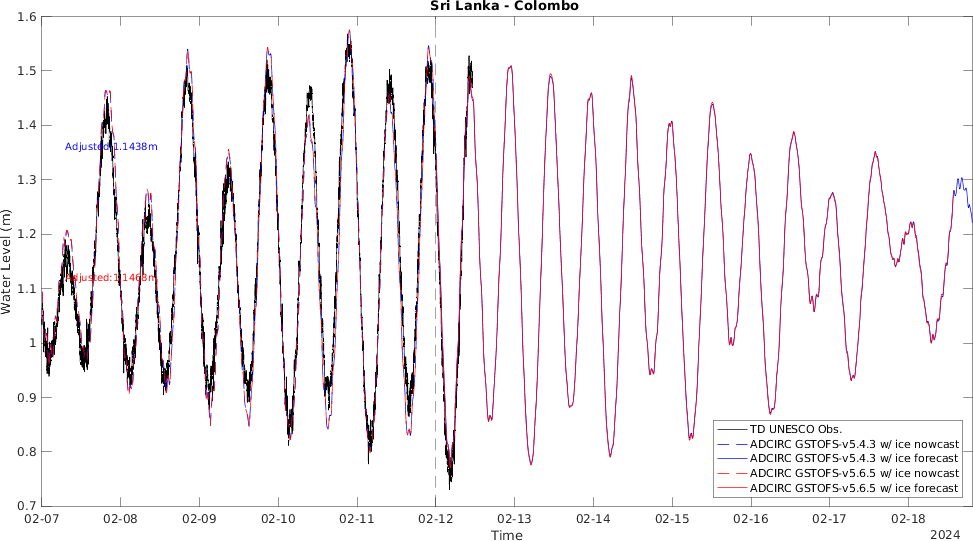 Sri Lanka - Colombo
1.6
1.5
1.4
Adjusted:1.1438m
1.3
1.2
Water Level (m)
Adjusted:1.1468m
1.1
1
0.9
0.8
0.7
TD UNESCO Obs.
ADCIRC GSTOFS-v5.4.3 w/ ice nowcast
ADCIRC GSTOFS-v5.4.3 w/ ice forecast
ADCIRC GSTOFS-v5.6.5 w/ ice nowcast
ADCIRC GSTOFS-v5.6.5 w/ ice forecast
02-07 02-08 02-09 02-10 02-11 02-12 02-13 02-14 02-15 02-16 02-17 02-18
Time
2024